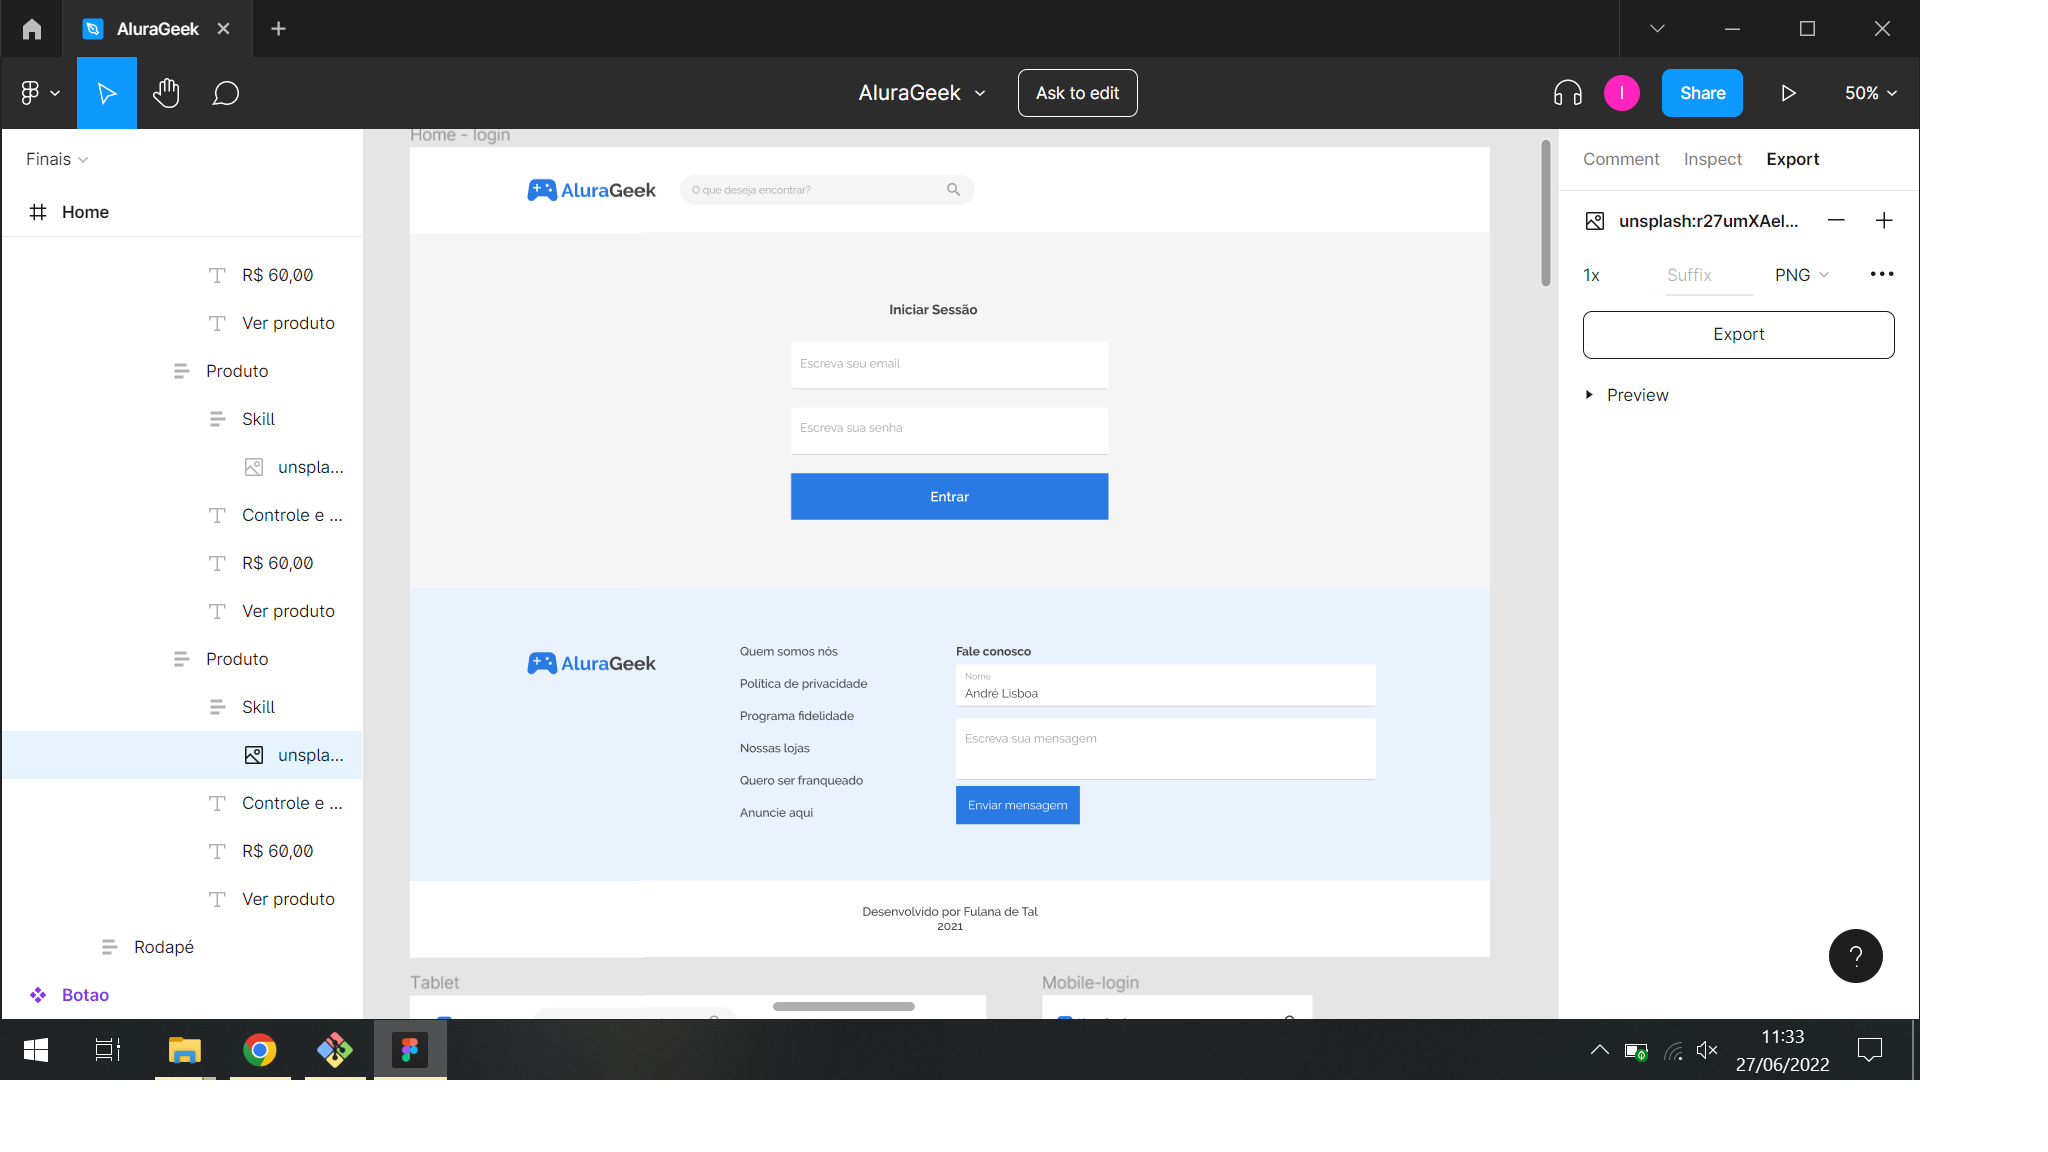 AluraGeek
AluraGeek
Ask to edit
I
Share
50%
Finais
Home
R$ 60,00
Ver produto
Produto
Skill
unspla...
Controle e ...
R$ 60,00
Ver produto
Produto
Skill
unspla...
Controle e ...
R$ 60,00
Ver produto
Rodapé
Botao
Home - login
AluraGeek
O que deseja encontrar?
Iniciar Sessão
Escreva seu email
Escreva sua senha
Entrar
AluraGeek
Quem somos nós
Política de privacidade
Programa fidelidade
Nossas lojas
Quero ser franqueado
Anuncie aqui
Fale conosco
Nome
André Lisboa
Escreva sua mensagem
Enviar mensagem
Desenvolvido por Fulana de Tal
2021
Tablet
Mobile-login
Comment Inspect Export
unsplash:r27umXAel...
1x Suffix PNG
Export
Preview
?
11:33
27/06/2022